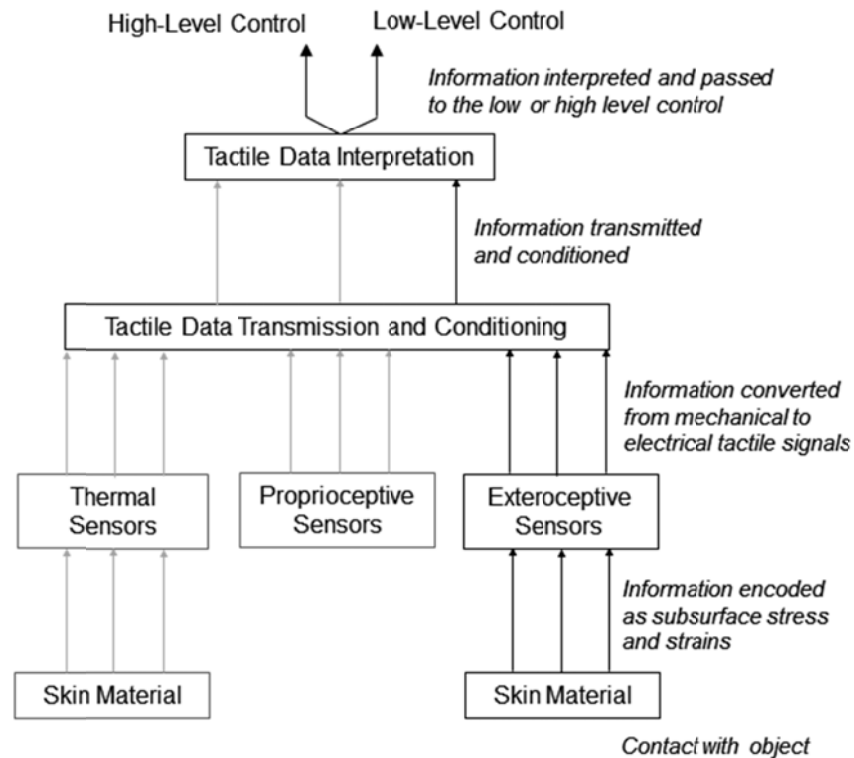 High-Level Control
Low-Level Control
Information interpreted and passed
to the low or high level control
Tactile Data Interpretation
Information transmitted
and conditioned
Tactile Data Transmission and Conditioning
Information converted
from mechanical to
electrical tactile signals
Thermal
Sensors
Proprioceptive
Sensors
Exteroceptive
Sensors
Information encoded
as subsurface stress
and strains
Skin Material
Skin Material
Contact with object